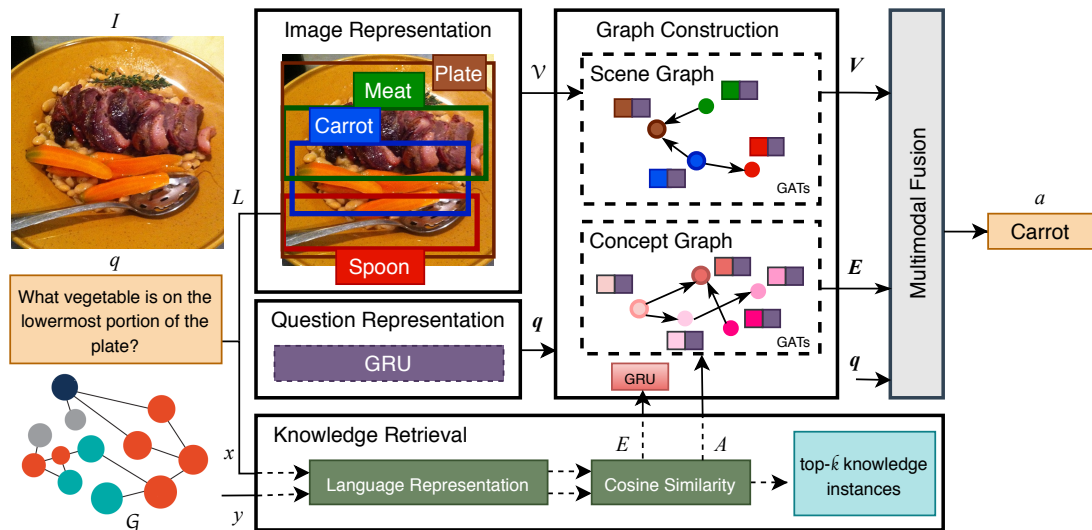 I
q
What vegetable is on the
lowermost portion of the
plate?
G
L
x
y
Image Representation
Plate
Meat
Carrot
Spoon
Question Representation
GRU
𝒱
q
Graph Construction
Scene Graph
GATs
Concept Graph
GATs
GRU
E
A
Knowledge Retrieval
Language Representation
Cosine Similarity
top-k knowledge
instances
V
E
q
Multimodal Fusion
a
Carrot